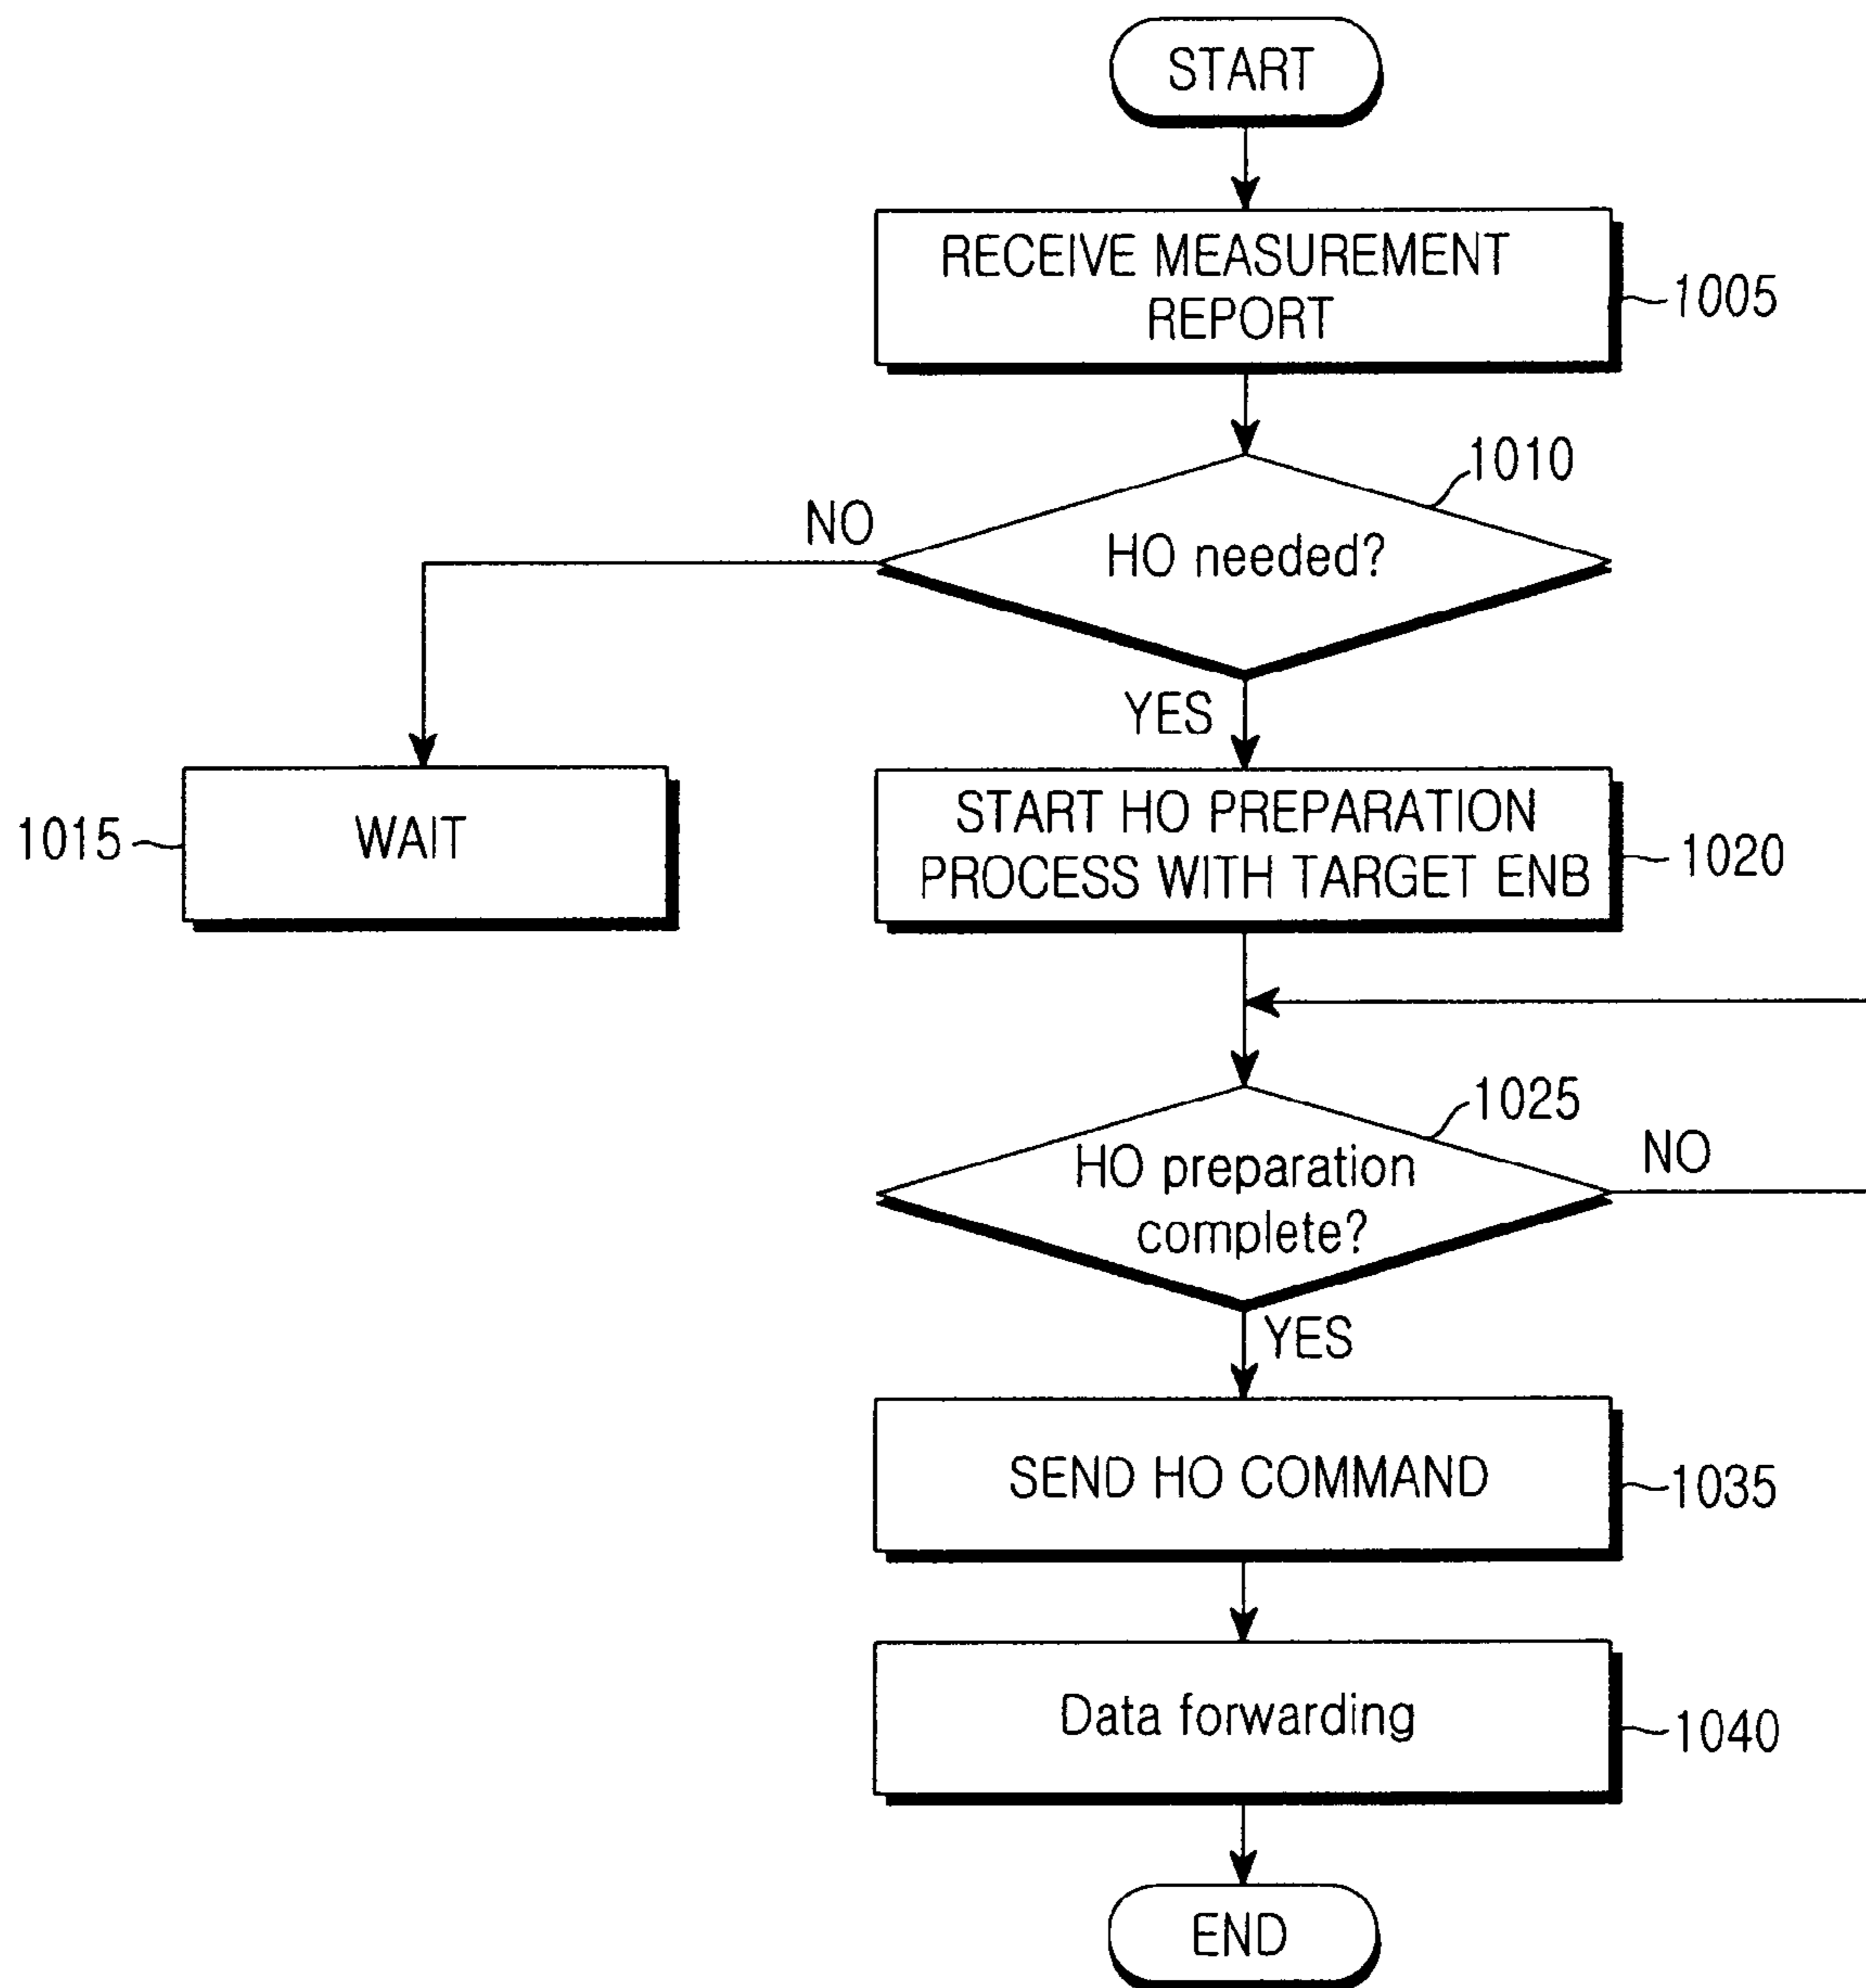 START
RECEIVE MEASUREMENT
REPORT
1005
1010
HO needed?
NO
YES
1015
WAIT
START HO PREPARATION
PROCESS WITH TARGET ENB
1020
1025
HO preparation
complete?
NO
YES
SEND HO COMMAND
1035
Data forwarding
1040
END